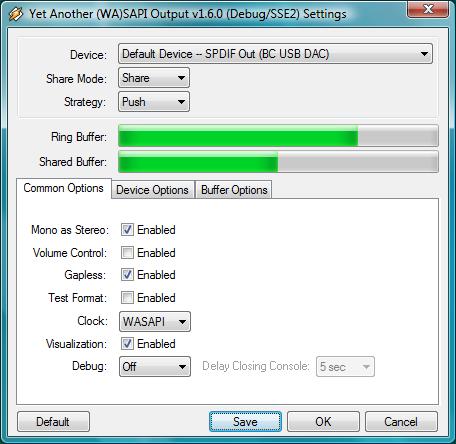 Yet Another (WA)SAPI Output v1.6.0 (Debug/SSE2) Settings
Device: Default Device -- SPDIF Out (BC USB DAC)
Share Mode: Share
Strategy: Push
Ring Buffer:
Shared Buffer:
Common Options Device Options Buffer Options
Mono as Stereo: Enabled
Volume Control: Enabled
Gapless: Enabled
Test Format: Enabled
Clock: WASAPI
Visualization: Enabled
Debug: Off Delay Closing Console: 5 sec
Default Save OK Cancel